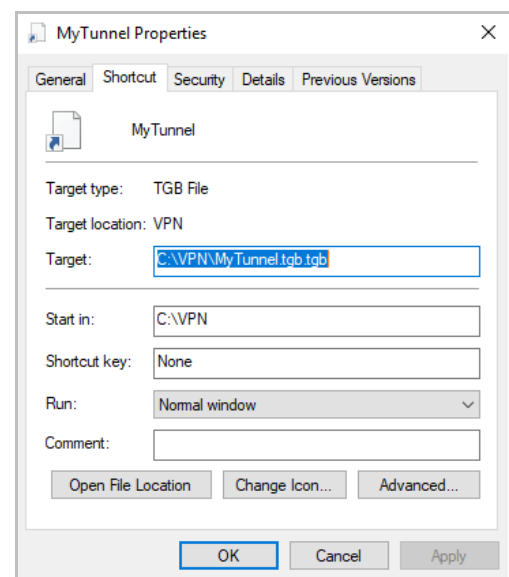 MyTunnel Properties
General Shortcut Security Details Previous Versions
MyTunnel
Target type: TGB File
Target location: VPN
Target: C:\VPN\MyTunnel.tgb.tgb
Start in: C:\VPN
Shortcut key: None
Run: Normal window
Comment:
Open File Location Change Icon... Advanced...
OK Cancel Apply